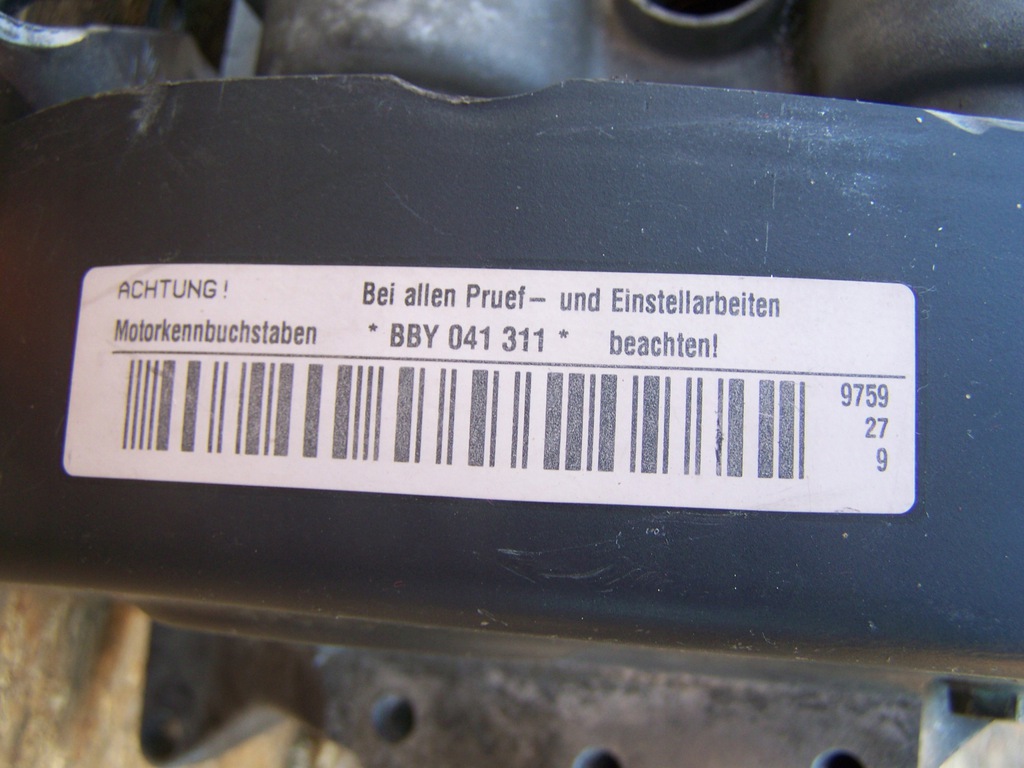 ACHTUNG! Bei allen Pruef- und Einstellarbeiten
Motorkennbuchstaben * BBY 041 311 * beachten!
9759
27
9